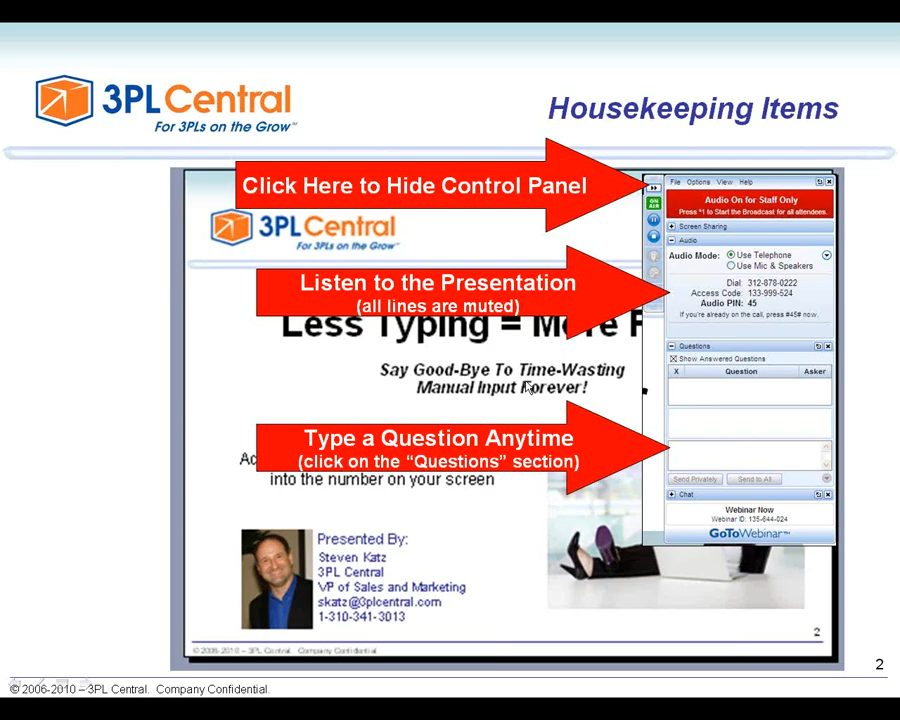 3PL Central
For 3PLs on the Grow™
Housekeeping Items
Click Here to Hide Control Panel
3PL Central
For 3PLs on the Grow™
Listen to the Presentation
(all lines are muted)
Less Typing = More F
Say Good-Bye To Time-Wasting
Manual Input Forever!
Type a Question Anytime
(click on the “Questions” section)
into the number on your screen
Presented By:
Steven Katz
3PL Central
VP of Sales and Marketing
skatz@3plcentral.com
1-310-341-3013
2
© 2006-2010 – 3PL Central. Company Confidential.
File Options View Help
ON AIR
Audio On for Staff Only
Press *1 to Start the Broadcast for all attendees.
Screen Sharing
Audio
Audio Mode: Use Telephone
Use Mic & Speakers
Dial: 312-878-0222
Access Code: 133-999-524
Audio PIN: 45
If you're already on the call, press #45# now.
Questions
Show Answered Questions
X Question Asker
Send Privately Send to All
Chat
Webinar Now
Webinar ID: 135-644-024
GoToWebinar™
2
© 2006-2010 – 3PL Central. Company Confidential.